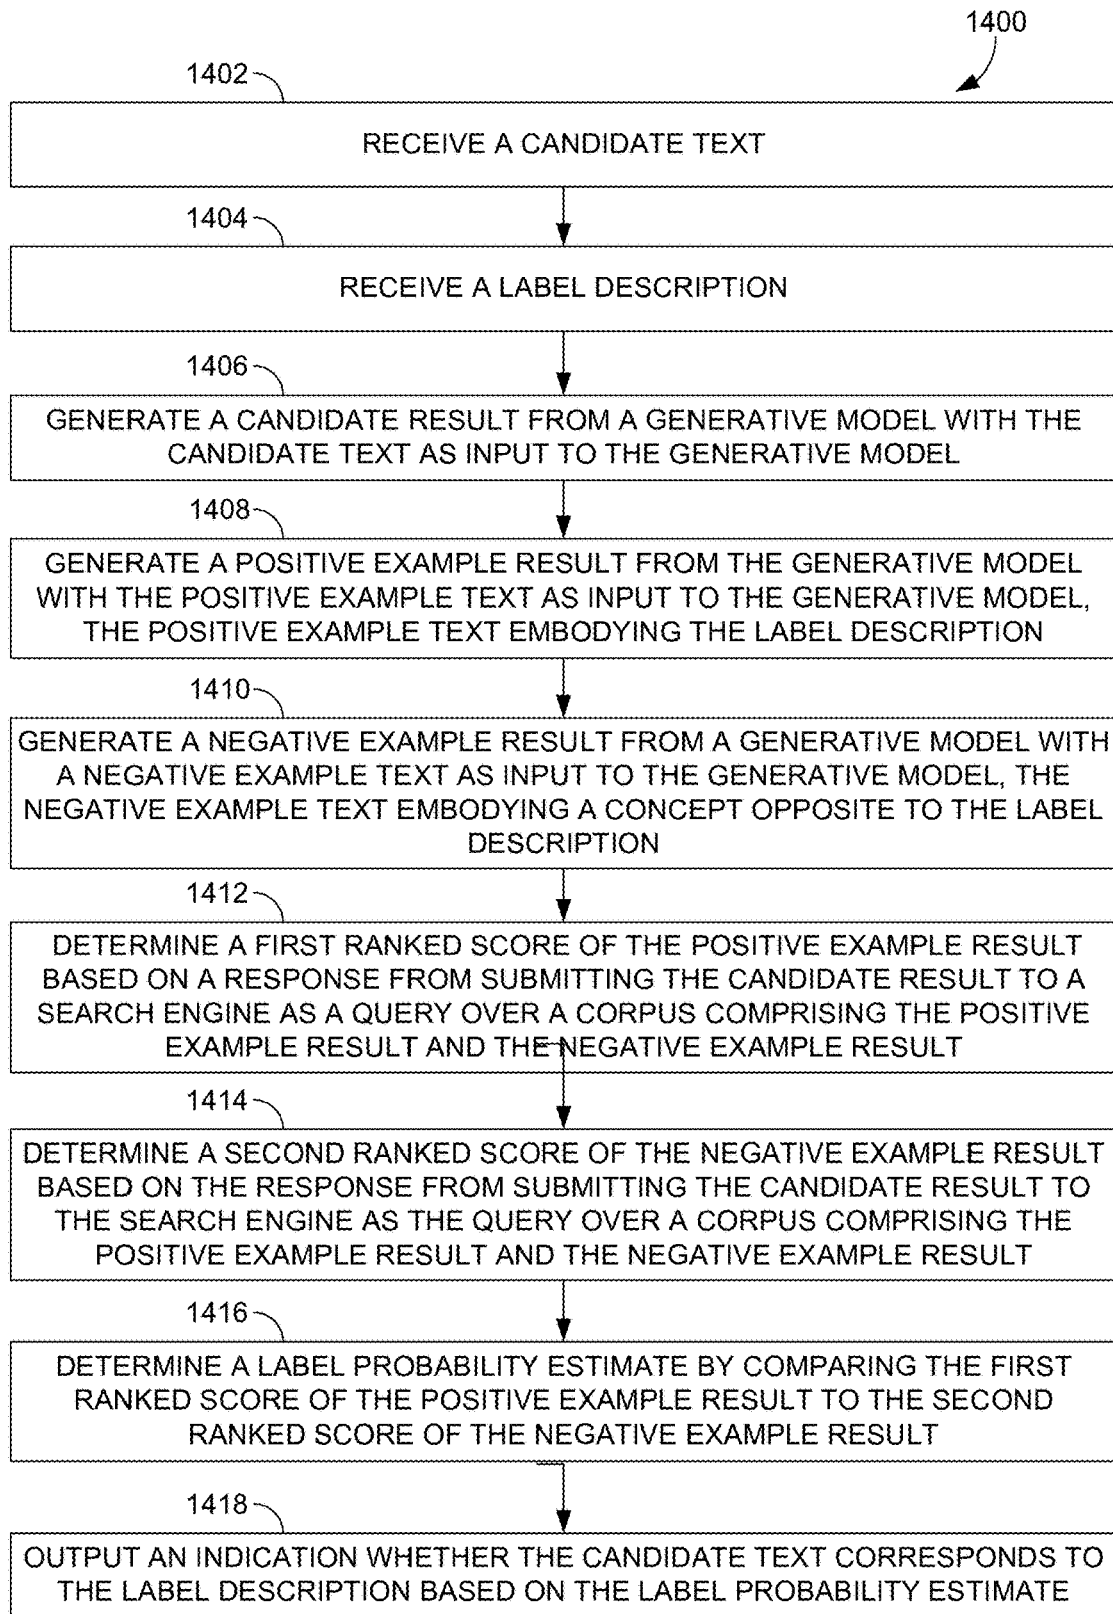 1400
1402
RECEIVE A CANDIDATE TEXT
1404
RECEIVE A LABEL DESCRIPTION
1406
GENERATE A CANDIDATE RESULT FROM A GENERATIVE MODEL WITH THE
CANDIDATE TEXT AS INPUT TO THE GENERATIVE MODEL
1408
GENERATE A POSITIVE EXAMPLE RESULT FROM THE GENERATIVE MODEL
WITH THE POSITIVE EXAMPLE TEXT AS INPUT TO THE GENERATIVE MODEL,
THE POSITIVE EXAMPLE TEXT EMBODYING THE LABEL DESCRIPTION
1410
GENERATE A NEGATIVE EXAMPLE RESULT FROM A GENERATIVE MODEL WITH
A NEGATIVE EXAMPLE TEXT AS INPUT TO THE GENERATIVE MODEL, THE
NEGATIVE EXAMPLE TEXT EMBODYING A CONCEPT OPPOSITE TO THE LABEL
DESCRIPTION
1412
DETERMINE A FIRST RANKED SCORE OF THE POSITIVE EXAMPLE RESULT
BASED ON A RESPONSE FROM SUBMITTING THE CANDIDATE RESULT TO A
SEARCH ENGINE AS A QUERY OVER A CORPUS COMPRISING THE POSITIVE
EXAMPLE RESULT AND THE NEGATIVE EXAMPLE RESULT
1414
DETERMINE A SECOND RANKED SCORE OF THE NEGATIVE EXAMPLE RESULT
BASED ON THE RESPONSE FROM SUBMITTING THE CANDIDATE RESULT TO
THE SEARCH ENGINE AS THE QUERY OVER A CORPUS COMPRISING THE
POSITIVE EXAMPLE RESULT AND THE NEGATIVE EXAMPLE RESULT
1416
DETERMINE A LABEL PROBABILITY ESTIMATE BY COMPARING THE FIRST
RANKED SCORE OF THE POSITIVE EXAMPLE RESULT TO THE SECOND
RANKED SCORE OF THE NEGATIVE EXAMPLE RESULT
1418
OUTPUT AN INDICATION WHETHER THE CANDIDATE TEXT CORRESPONDS TO
THE LABEL DESCRIPTION BASED ON THE LABEL PROBABILITY ESTIMATE